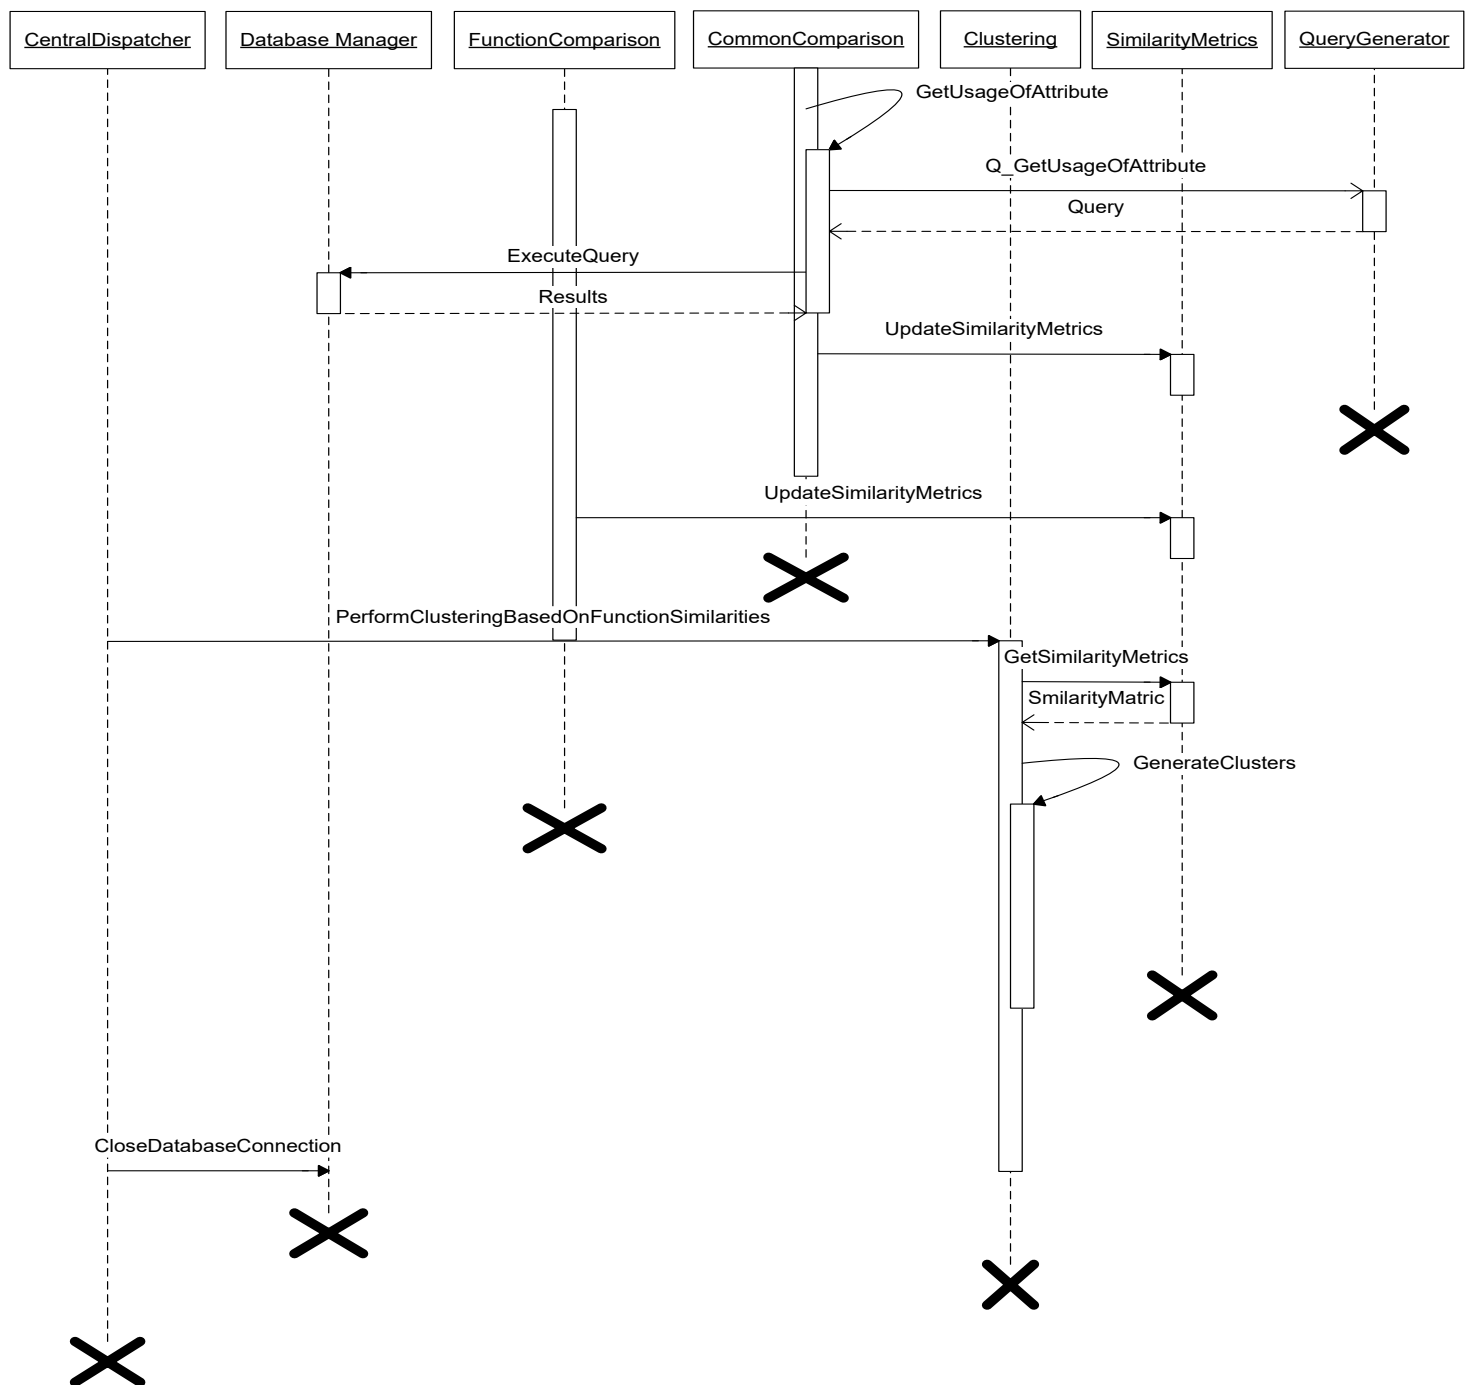 CentralDispatcher
Database Manager
FunctionComparison
CommonComparison
Clustering
SimilarityMetrics
QueryGenerator
GetUsageOfAttribute
Q_GetUsageOfAttribute
Query
ExecuteQuery
Results
UpdateSimilarityMetrics
UpdateSimilarityMetrics
PerformClusteringBasedOnFunctionSimilarities
GetSimilarityMetrics
SmilarityMatric
GenerateClusters
CloseDatabaseConnection